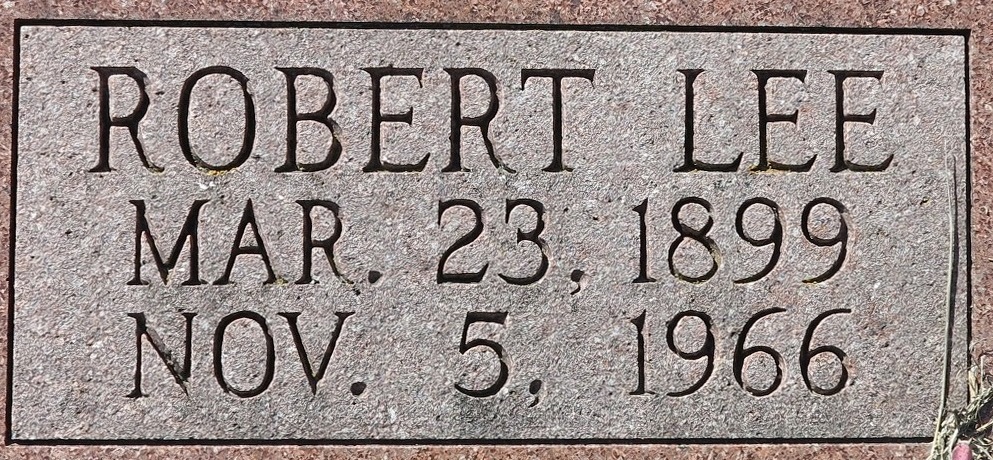 ROBERT LEE
MAR. 23, 1899
NOV. 5, 1966